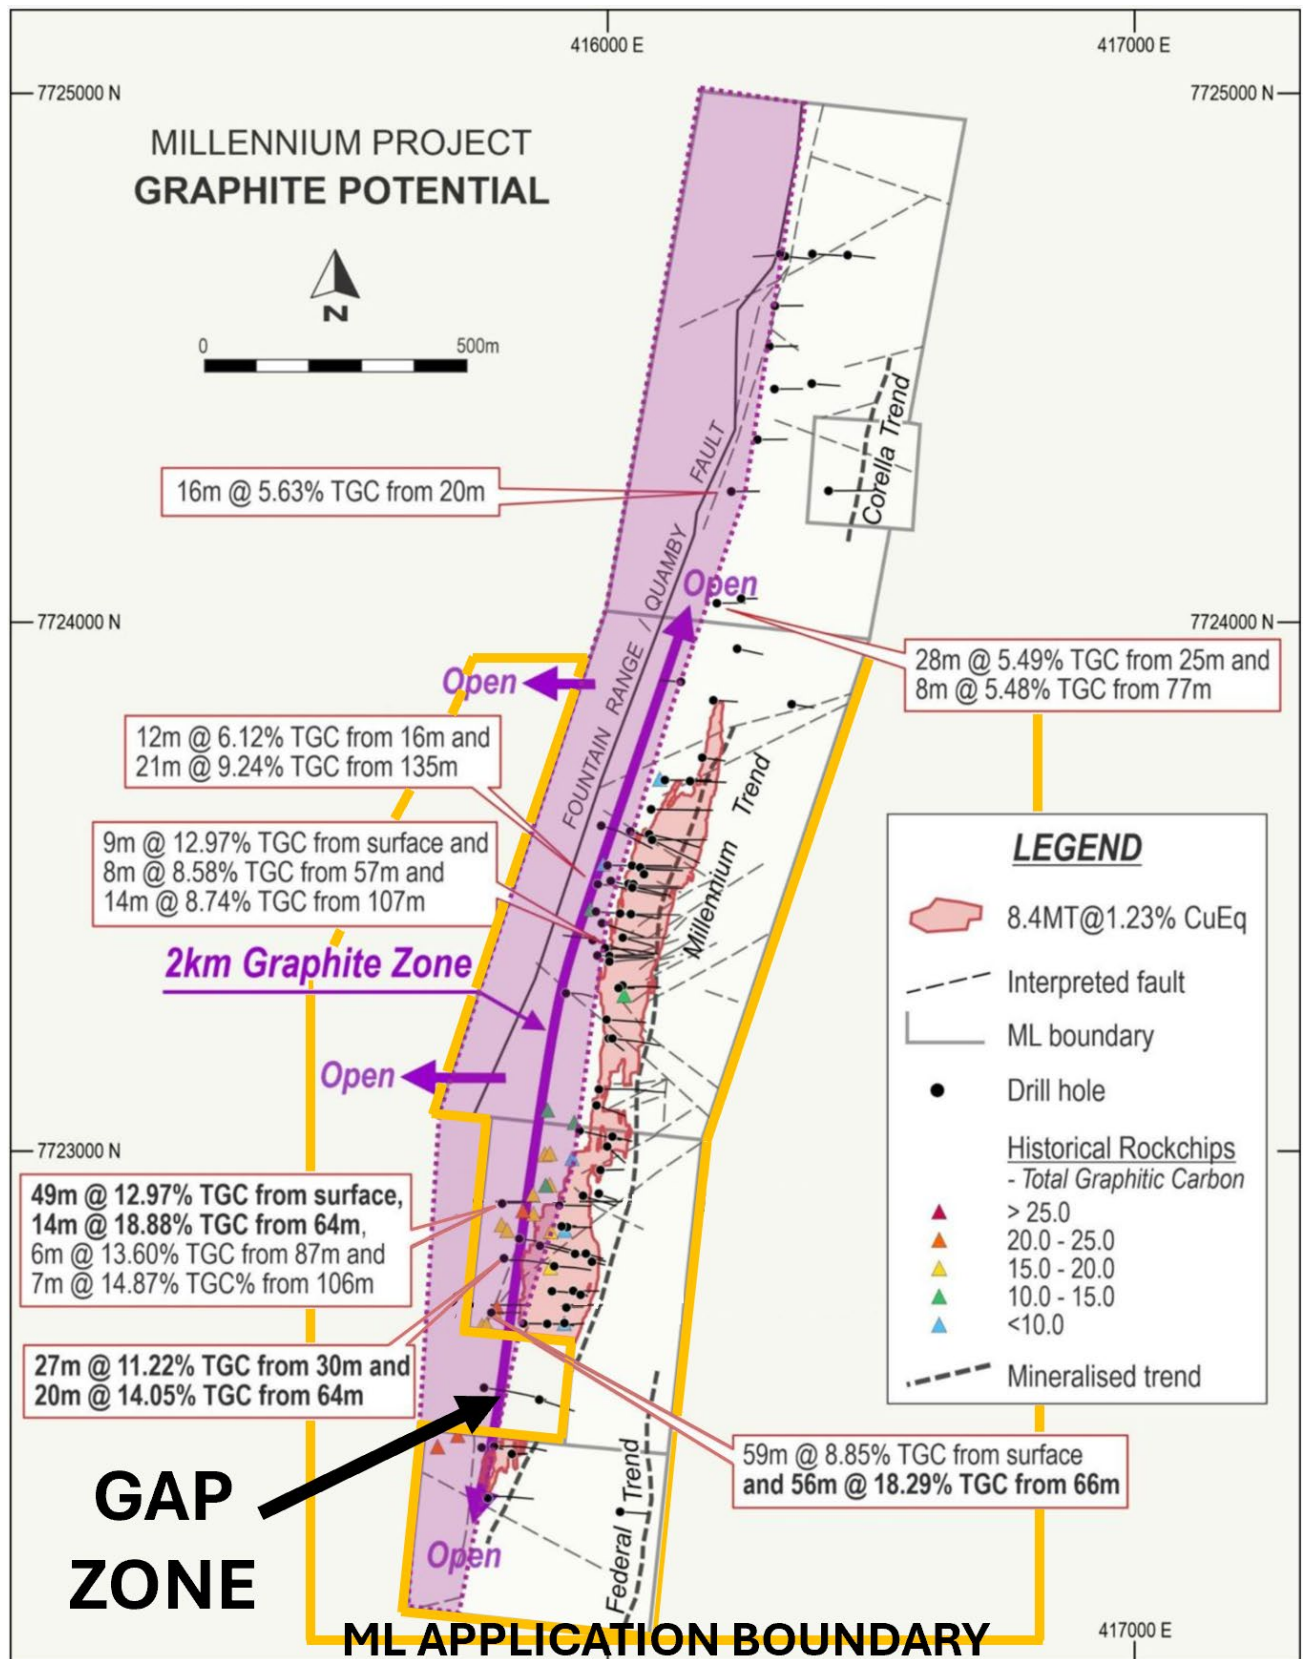 416000 E
417000 E
7725000 N
7725000 N
MILLENNIUM PROJECT
GRAPHITE POTENTIAL
N
0
500m
Corella Trend
FAULT
16m @ 5.63% TGC from 20m
FOUNTAIN RANGE / QUAMBY
Open
7724000 N
7724000 N
28m @ 5.49% TGC from 25m and
8m @ 5.48% TGC from 77m
Open
12m @ 6.12% TGC from 16m and
21m @ 9.24% TGC from 135m
Millennium Trend
9m @ 12.97% TGC from surface and
8m @ 8.58% TGC from 57m and
14m @ 8.74% TGC from 107m
2km Graphite Zone
Open
LEGEND
8.4MT@1.23% CuEq
Interpreted fault
ML boundary
Drill hole
Historical Rockchips
- Total Graphitic Carbon
> 25.0
20.0 - 25.0
15.0 - 20.0
10.0 - 15.0
<10.0
Mineralised trend
7723000 N
49m @ 12.97% TGC from surface,
14m @ 18.88% TGC from 64m,
6m @ 13.60% TGC from 87m and
7m @ 14.87% TGC% from 106m
27m @ 11.22% TGC from 30m and
20m @ 14.05% TGC from 64m
59m @ 8.85% TGC from surface
and 56m @ 18.29% TGC from 66m
GAP
ZONE
Open
Federal Trend
ML APPLICATION BOUNDARY
417000 E